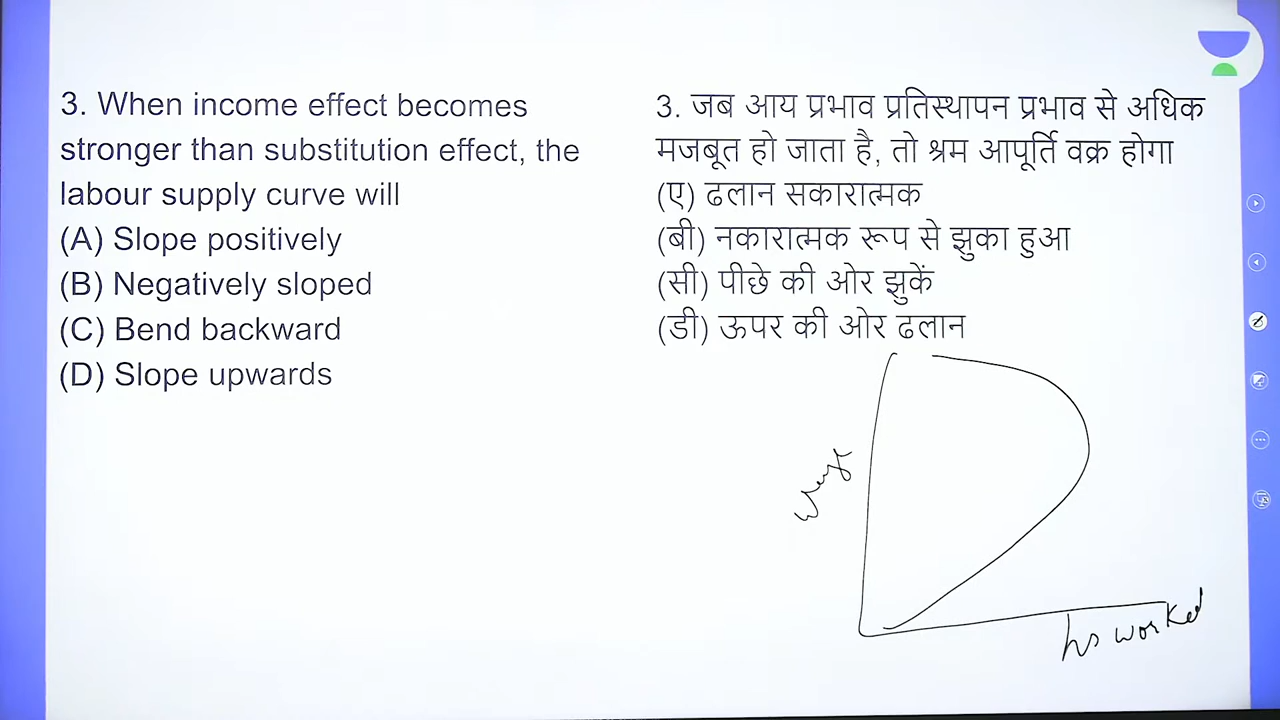 3. When income effect becomes
stronger than substitution effect, the
labour supply curve will
(A) Slope positively
(B) Negatively sloped
(C) Bend backward
(D) Slope upwards
3. जब आय प्रभाव प्रतिस्थापन प्रभाव से अधिक
मजबूत हो जाता है, तो श्रम आपूर्ति वक्र होगा
(ए) ढलान सकारात्मक
(बी) नकारात्मक रूप से झुका हुआ
(सी) पीछे की ओर झुकें
(डी) ऊपर की ओर ढलान
wage
hs worked